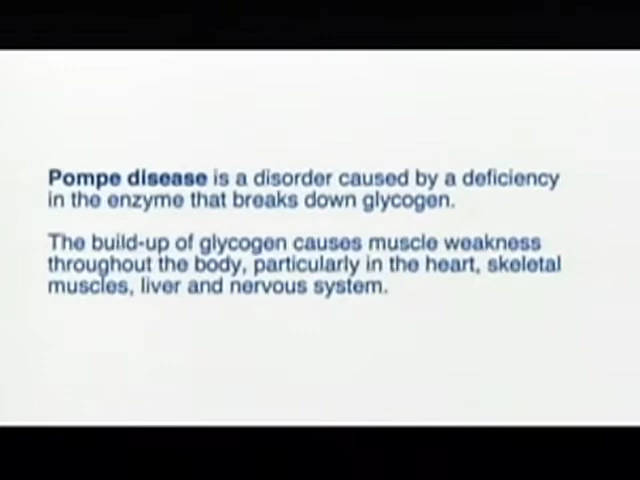 Pompe disease is a disorder caused by a deficiency
in the enzyme that breaks down glycogen.
The build-up of glycogen causes muscle weakness
throughout the body, particularly in the heart, skeletal
muscles, liver and nervous system.